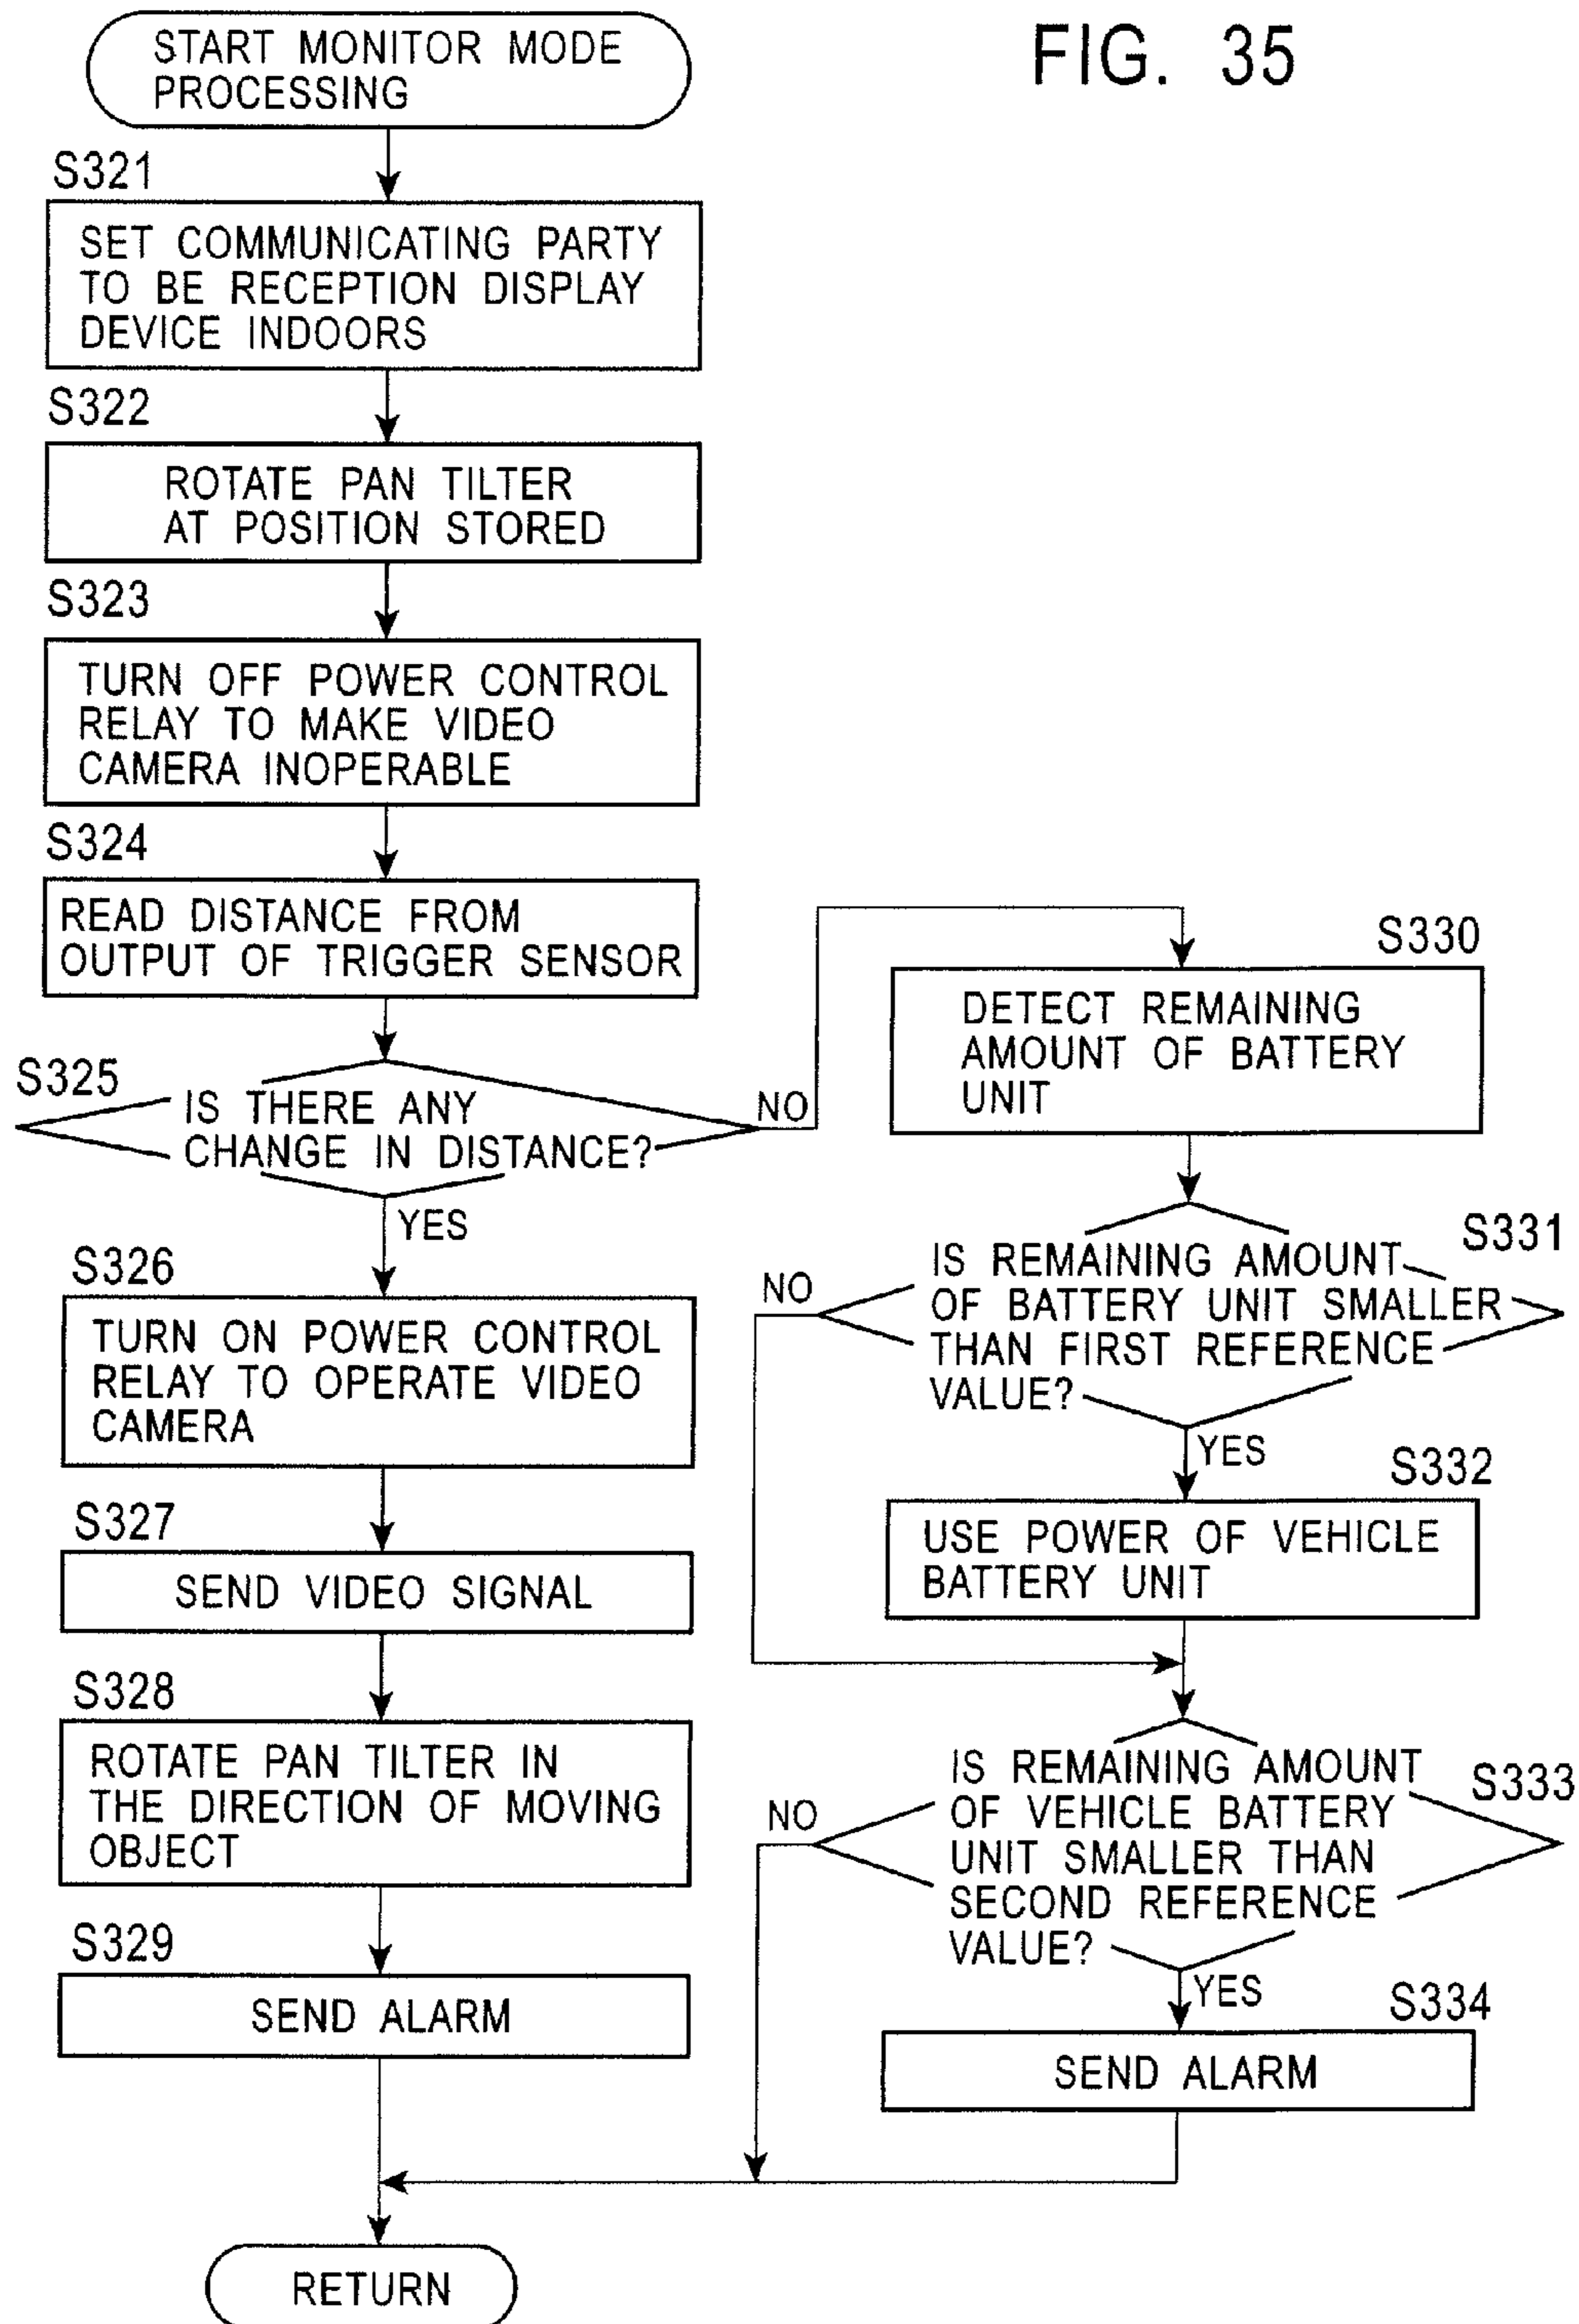 FIG. 35
START MONITOR MODE
PROCESSING
S321
SET COMMUNICATING PARTY
TO BE RECEPTION DISPLAY
DEVICE INDOORS
S322
ROTATE PAN TILTER
AT POSITION STORED
S323
TURN OFF POWER CONTROL
RELAY TO MAKE VIDEO
CAMERA INOPERABLE
S324
READ DISTANCE FROM
OUTPUT OF TRIGGER SENSOR
S325
IS THERE ANY
CHANGE IN DISTANCE?
NO
YES
S326
TURN ON POWER CONTROL
RELAY TO OPERATE VIDEO
CAMERA
S327
SEND VIDEO SIGNAL
S328
ROTATE PAN TILTER IN
THE DIRECTION OF MOVING
OBJECT
S329
SEND ALARM
RETURN
S330
DETECT REMAINING
AMOUNT OF BATTERY
UNIT
S331
IS REMAINING AMOUNT
OF BATTERY UNIT SMALLER
THAN FIRST REFERENCE
VALUE?
NO
YES
S332
USE POWER OF VEHICLE
BATTERY UNIT
S333
IS REMAINING AMOUNT
OF VEHICLE BATTERY
UNIT SMALLER THAN
SECOND REFERENCE
VALUE?
NO
YES
S334
SEND ALARM